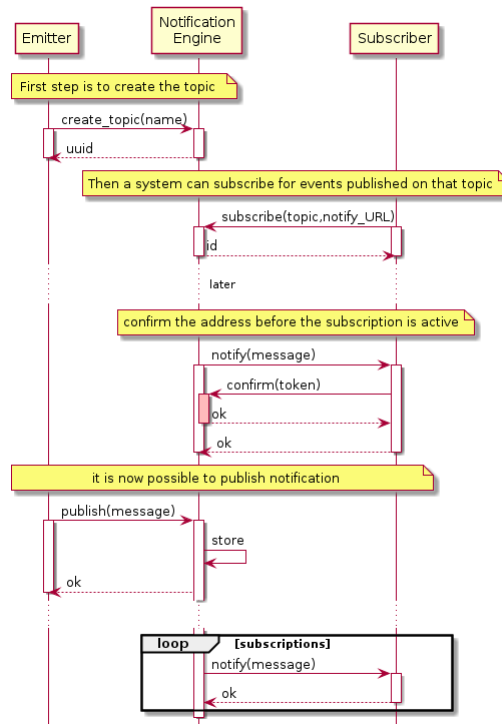 Emitter
Notification
Engine
Subscriber
First step is to create the topic
create_topic(name)
uuid
Then a system can subscribe for events published on that topic
subscribe(topic,notify_URL)
id
later
confirm the address before the subscription is active
notify(message)
confirm(token)
ok
ok
it is now possible to publish notification
publish(message)
store
ok
loop [subscriptions]
notify(message)
ok